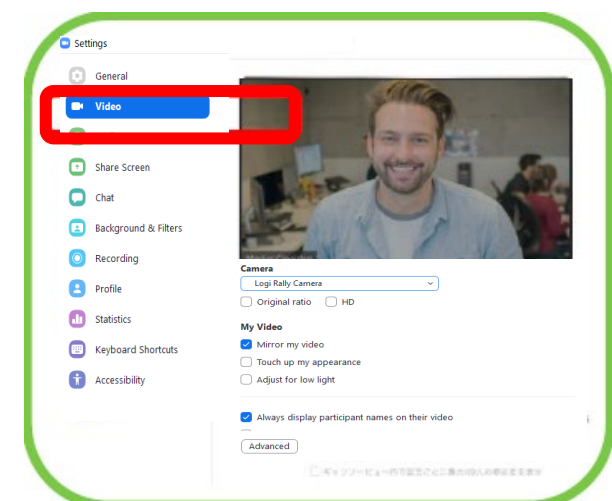 Settings
General
Video
Share Screen
Chat
Background & Filters
Recording
Profile
Statistics
Keyboard Shortcuts
Accessibility
Camera
Logi Rally Camera
Original ratio
HD
My Video
Mirror my video
Touch up my appearance
Adjust for low light
Always display participant names on their video
Advanced